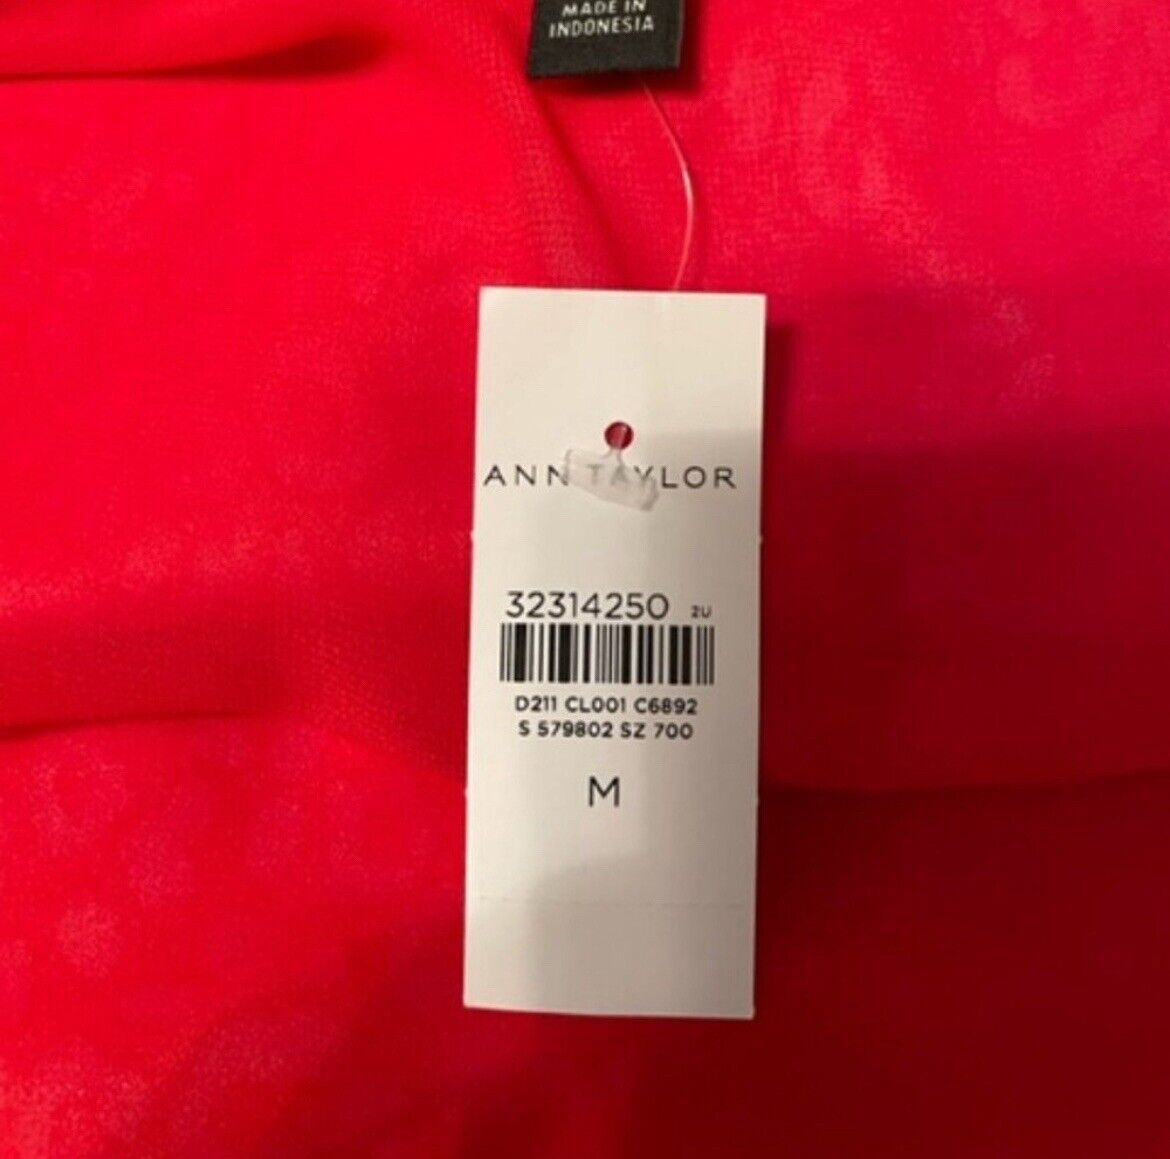 MADE IN
INDONESIA
ANN TAYLOR
32314250 2U
D211 CL001 C6892
S 579802 SZ 700
M